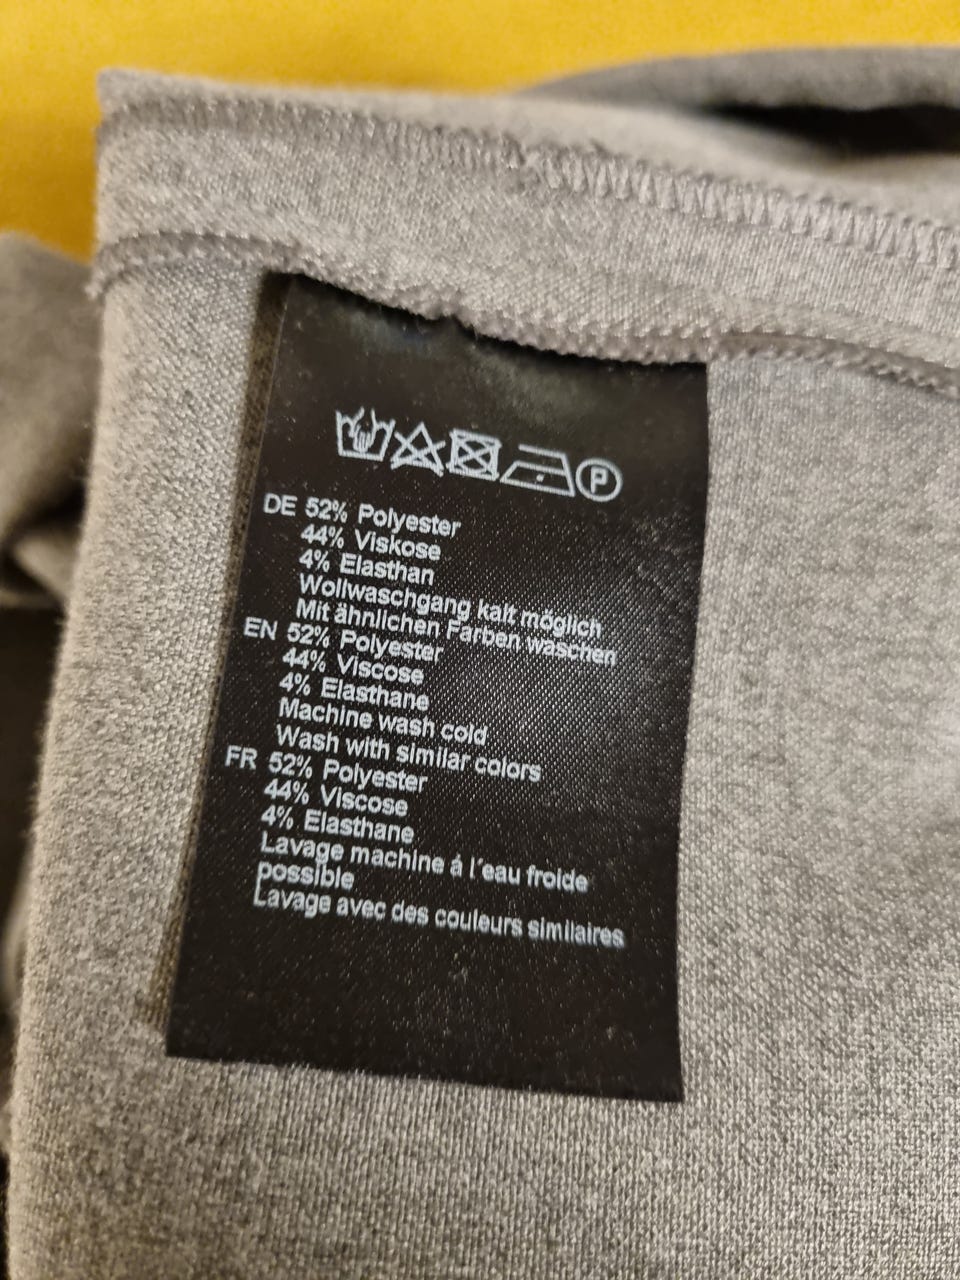 P
DE 52% Polyester
44% Viskose
4% Elasthan
Wollwaschgang kalt möglich
Mit ähnlichen Farben waschen
EN 52% Polyester
44% Viscose
4% Elasthane
Machine wash cold
Wash with similar colors
FR 52% Polyester
44% Viscose
4% Elasthane
Lavage machine á l´eau froide
possible
Lavage avec des couleurs similaires